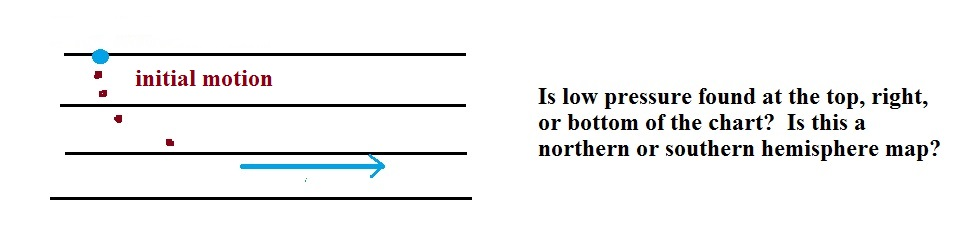 initial motion
Is low pressure found at the top, right,
or bottom of the chart?  Is this a
northern or southern hemisphere map?